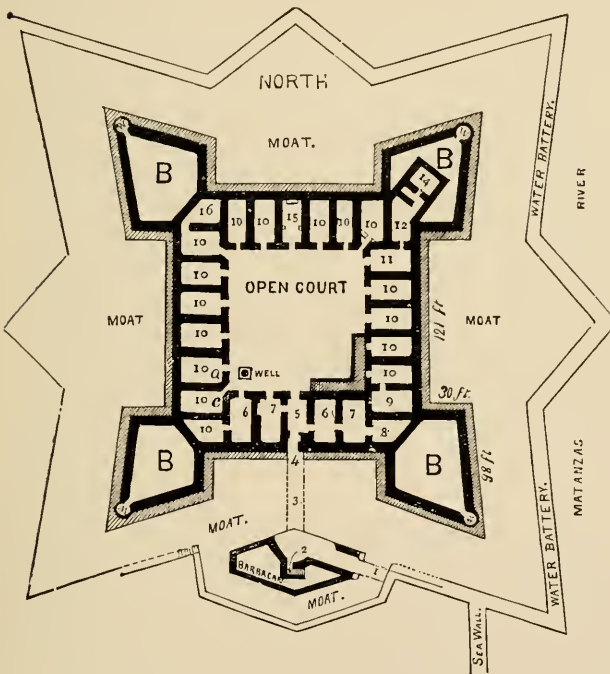 NORTH
MOAT.
WATER BATTERY.
RIVER
B
B
14
16
10
10
15
10
10
10
12
10
11
10
OPEN COURT
10
10
10
MOAT
121 ft
MOAT
10
10
10 a
WELL
10
30 ft.
10 c
6
7
5
6
7
9
10
8
B
B
98 ft
4
3
MATANZAS
WATER BATTERY.
MOAT.
2
BARBACAN
1
MOAT.
SEA WALL.